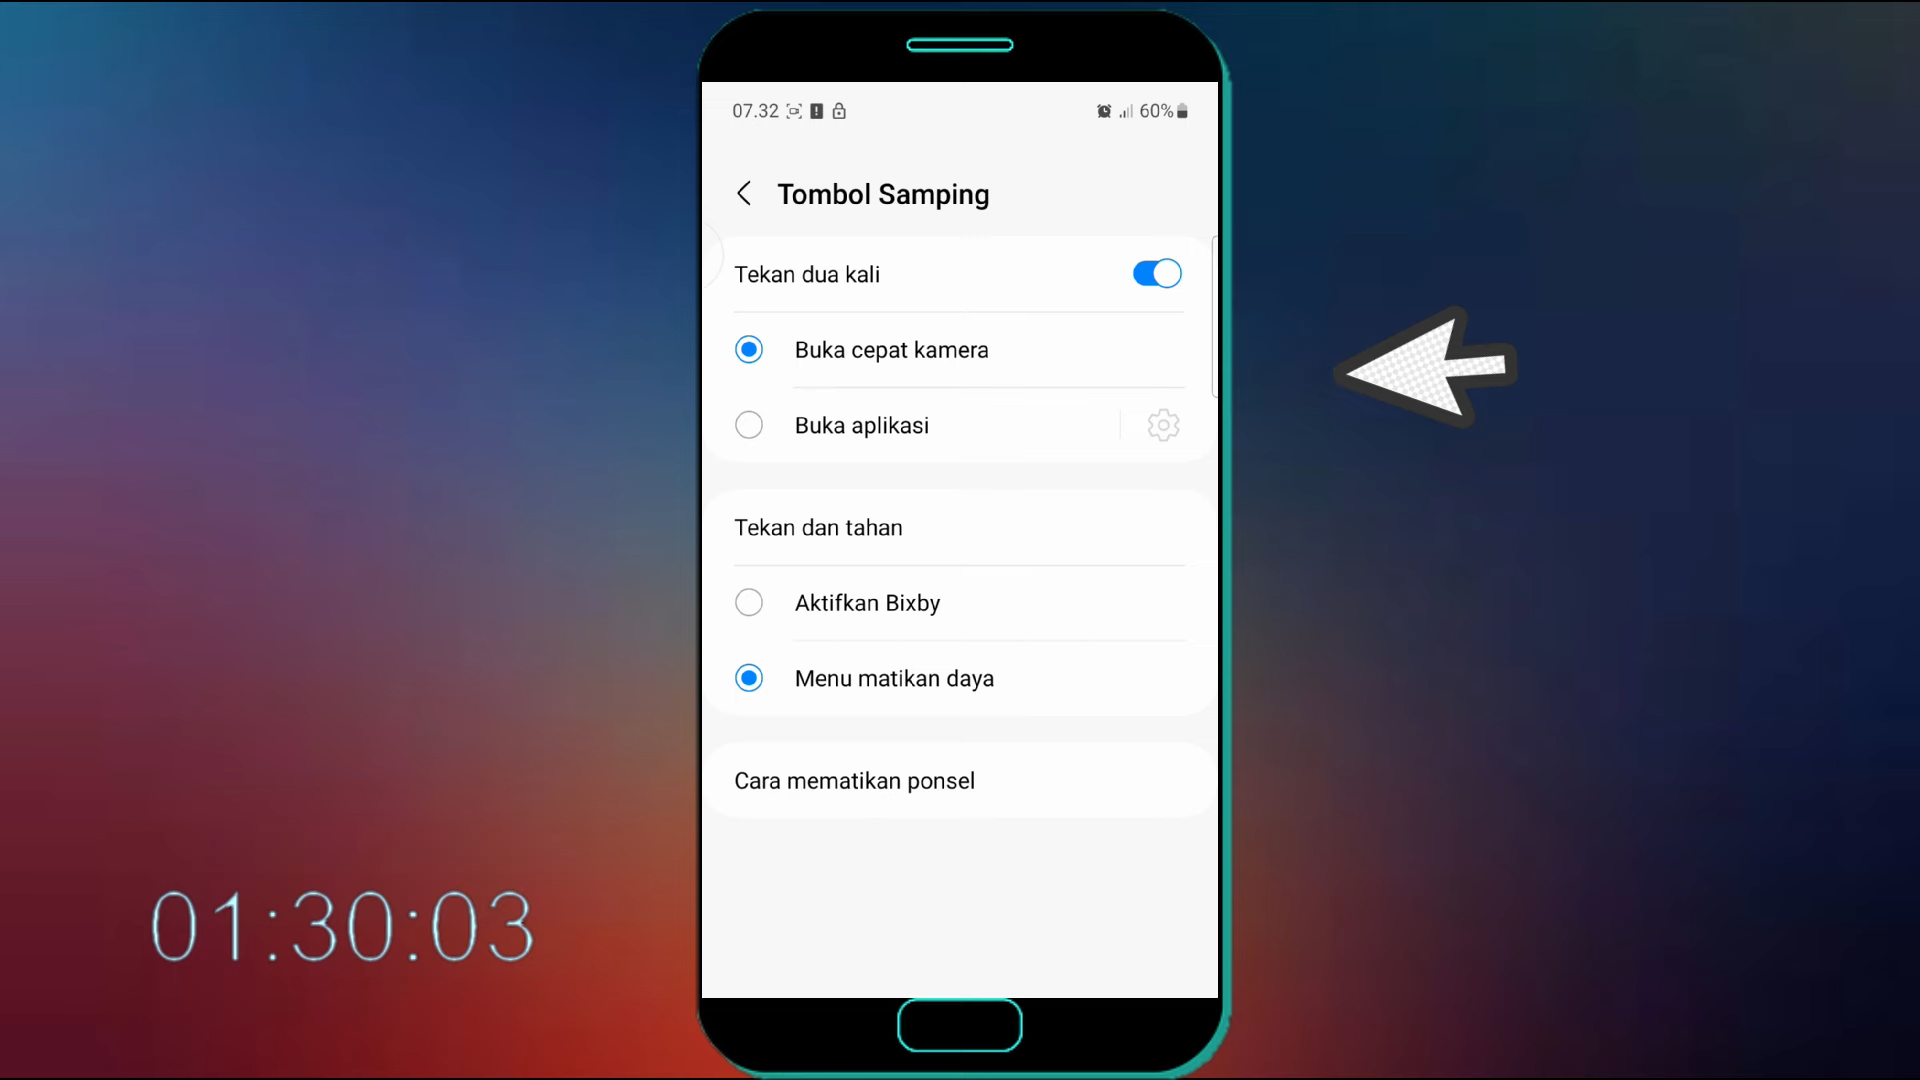 07.32 60%
Tombol Samping
Tekan dua kali
Buka cepat kamera
Buka aplikasi
Tekan dan tahan
Aktifkan Bixby
Menu matikan daya
Cara mematikan ponsel
01:30:03